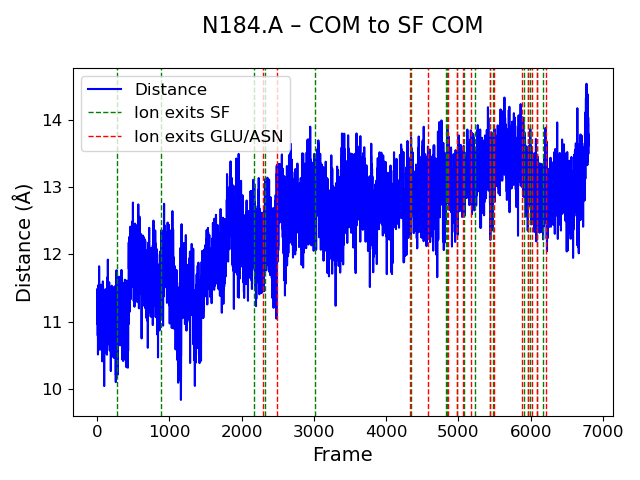 N184.A – COM to SF COM
Distance
Ion exits SF
Ion exits GLU/ASN
Distance (Å)
14
13
12
11
10
0 1000 2000 3000 4000 5000 6000 7000
Frame